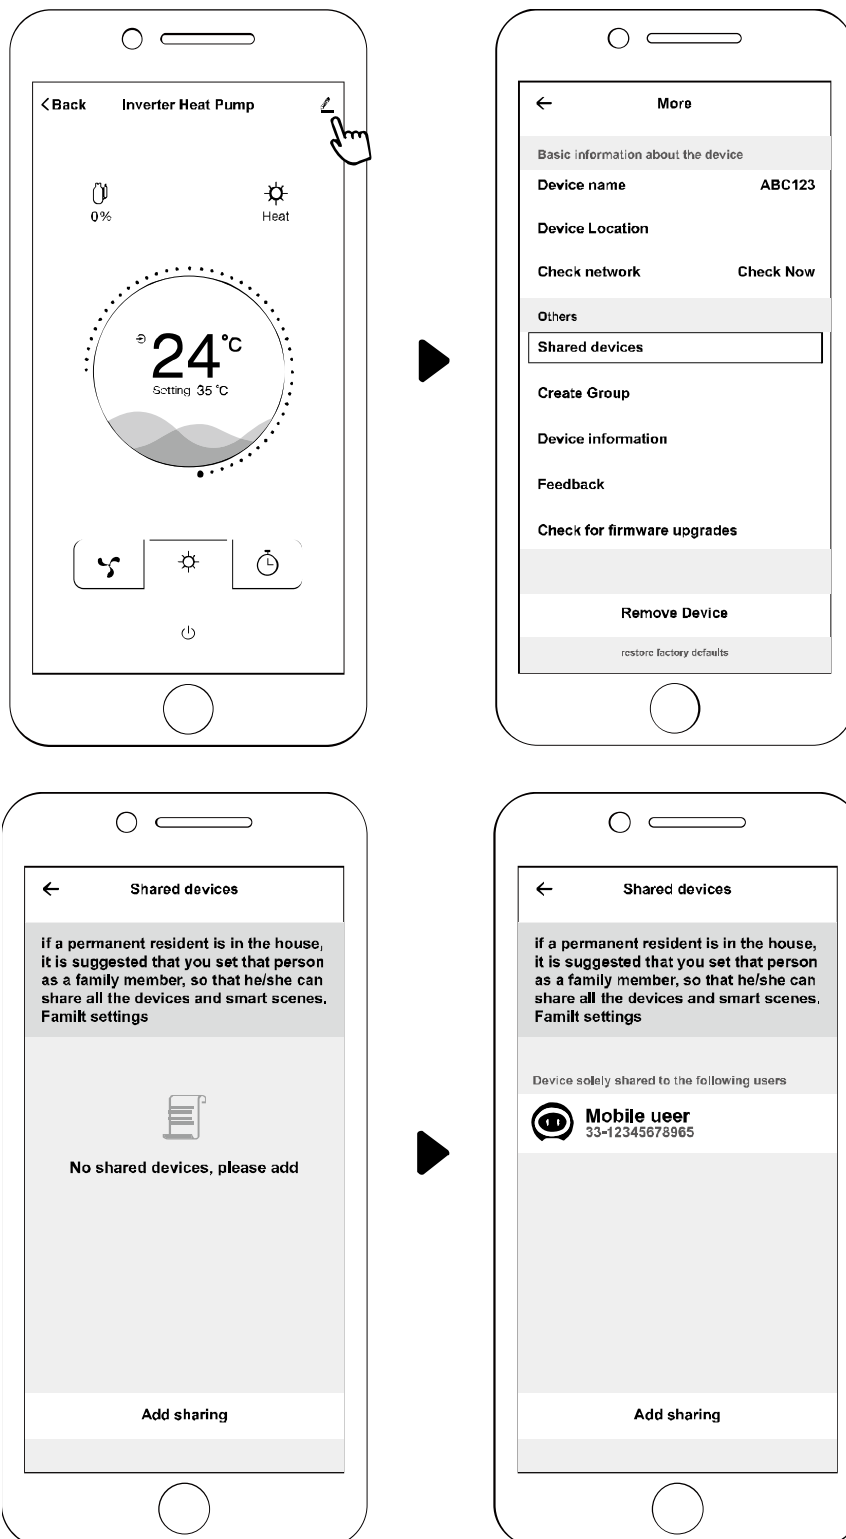 < Back Inverter Heat Pump
0%
Heat
24°C
Setting 35 °C
More
Basic information about the device
Device name ABC123
Device Location
Check network Check Now
Others
Shared devices
Create Group
Device information
Feedback
Check for firmware upgrades
Remove Device
restore factory defaults
Shared devices
if a permanent resident is in the house,
it is suggested that you set that person
as a family member, so that he/she can
share all the devices and smart scenes.
Familt settings
No shared devices, please add
Add sharing
Shared devices
if a permanent resident is in the house,
it is suggested that you set that person
as a family member, so that he/she can
share all the devices and smart scenes.
Familt settings
Device solely shared to the following users
Mobile ueer
33-12345678965
Add sharing